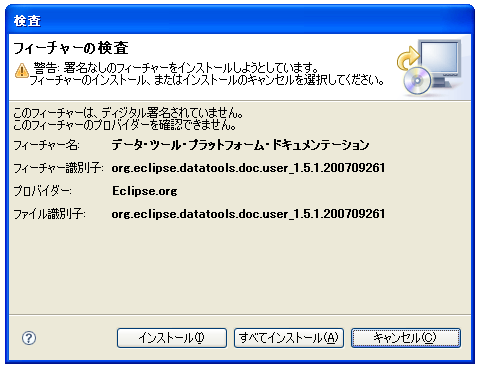 検査
フィーチャーの検査
警告: 署名なしのフィーチャーをインストールしようとしています。
フィーチャーのインストール、またはインストールのキャンセルを選択してください。
このフィーチャーは、ディジタル署名されていません。
このフィーチャーのプロバイダーを確認できません。
フィーチャー名: データ・ツール・プラットフォーム・ドキュメンテーション
フィーチャー識別子: org.eclipse.datatools.doc.user_1.5.1.200709261
プロバイダー: Eclipse.org
ファイル識別子: org.eclipse.datatools.doc.user_1.5.1.200709261
? インストール(I) すべてインストール(A) キャンセル(C)